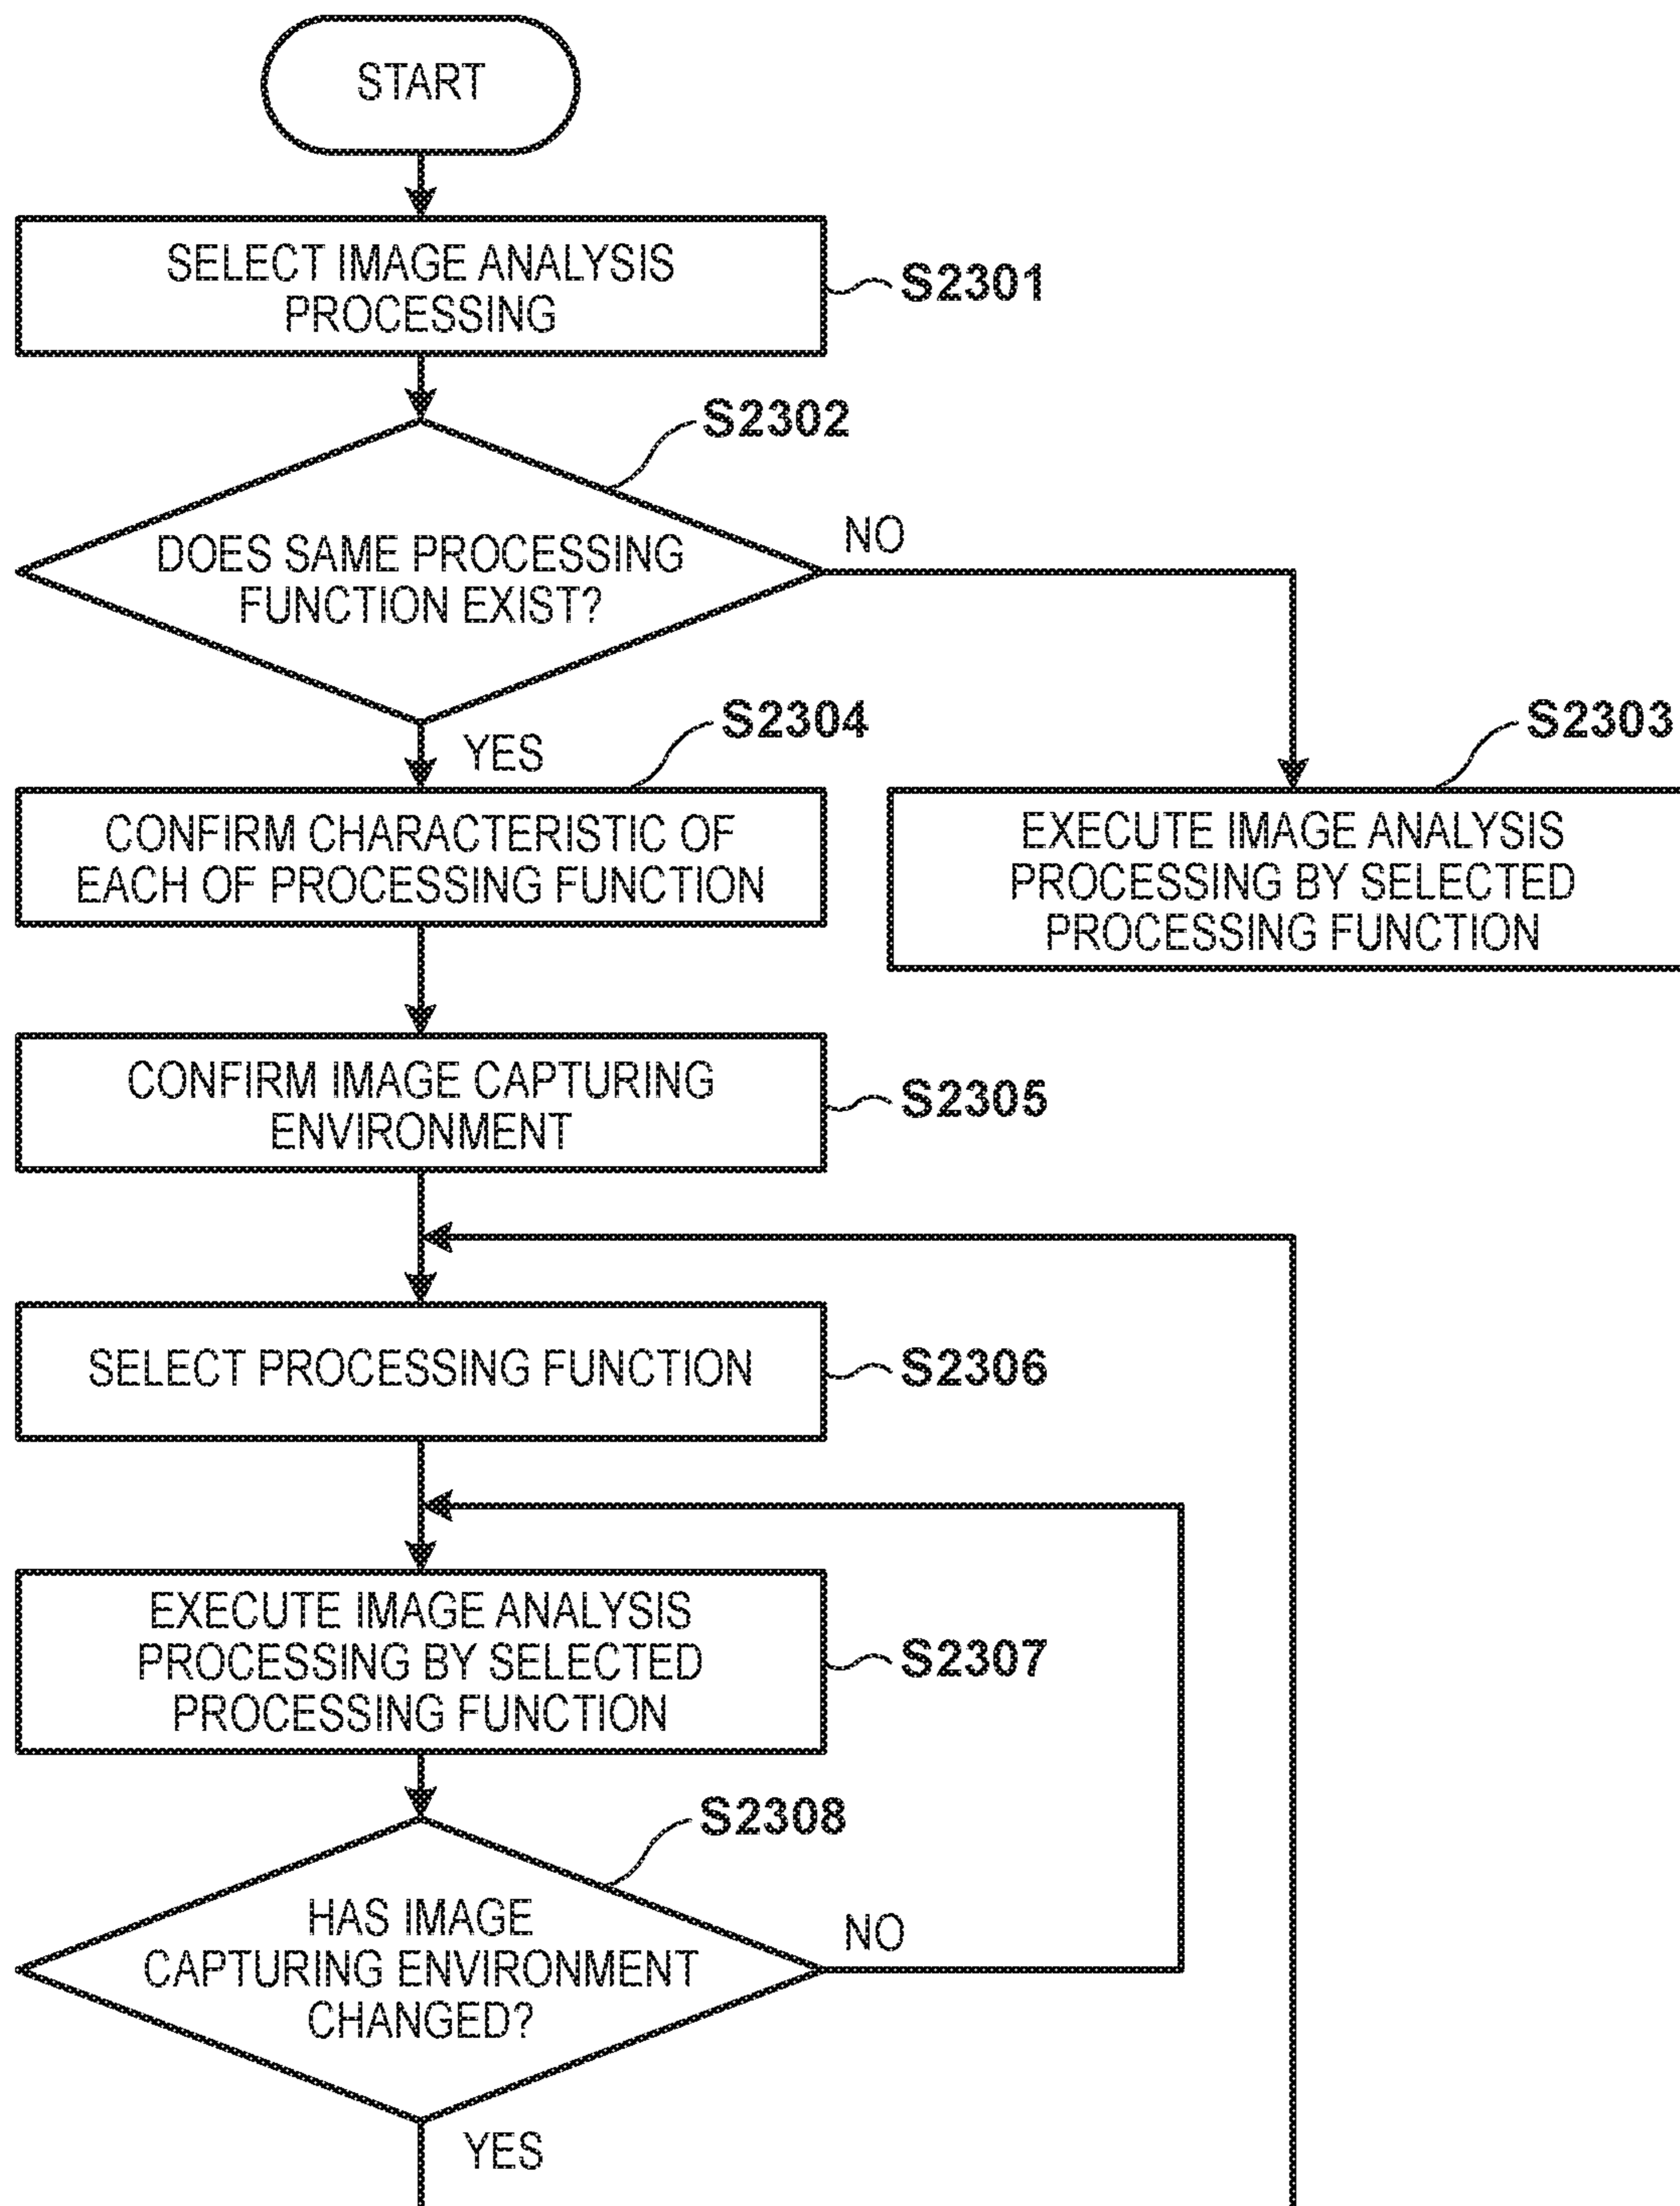 START
SELECT IMAGE ANALYSIS
PROCESSING
S2301
S2302
DOES SAME PROCESSING
FUNCTION EXIST?
NO
YES
S2304
S2303
CONFIRM CHARACTERISTIC OF
EACH OF PROCESSING FUNCTION
EXECUTE IMAGE ANALYSIS
PROCESSING BY SELECTED
PROCESSING FUNCTION
CONFIRM IMAGE CAPTURING
ENVIRONMENT
S2305
SELECT PROCESSING FUNCTION
S2306
EXECUTE IMAGE ANALYSIS
PROCESSING BY SELECTED
PROCESSING FUNCTION
S2307
S2308
HAS IMAGE
CAPTURING ENVIRONMENT
CHANGED?
NO
YES